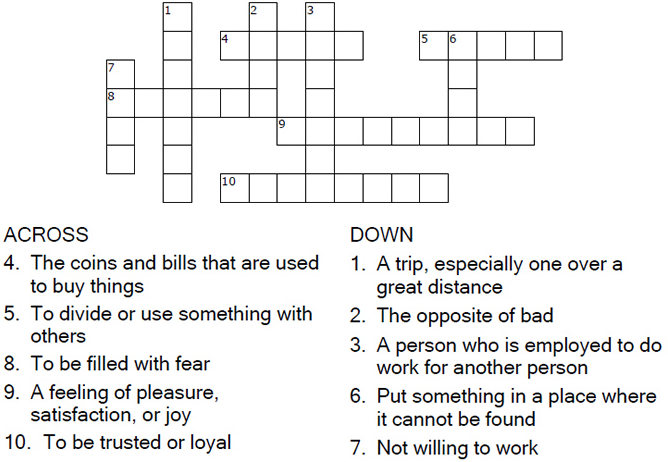 1
2
3
4
5
6
7
8
9
10
ACROSS
4. The coins and bills that are used
to buy things
5. To divide or use something with
others
8. To be filled with fear
9. A feeling of pleasure,
satisfaction, or joy
10. To be trusted or loyal
DOWN
1. A trip, especially one over a
great distance
2. The opposite of bad
3. A person who is employed to do
work for another person
6. Put something in a place where
it cannot be found
7. Not willing to work